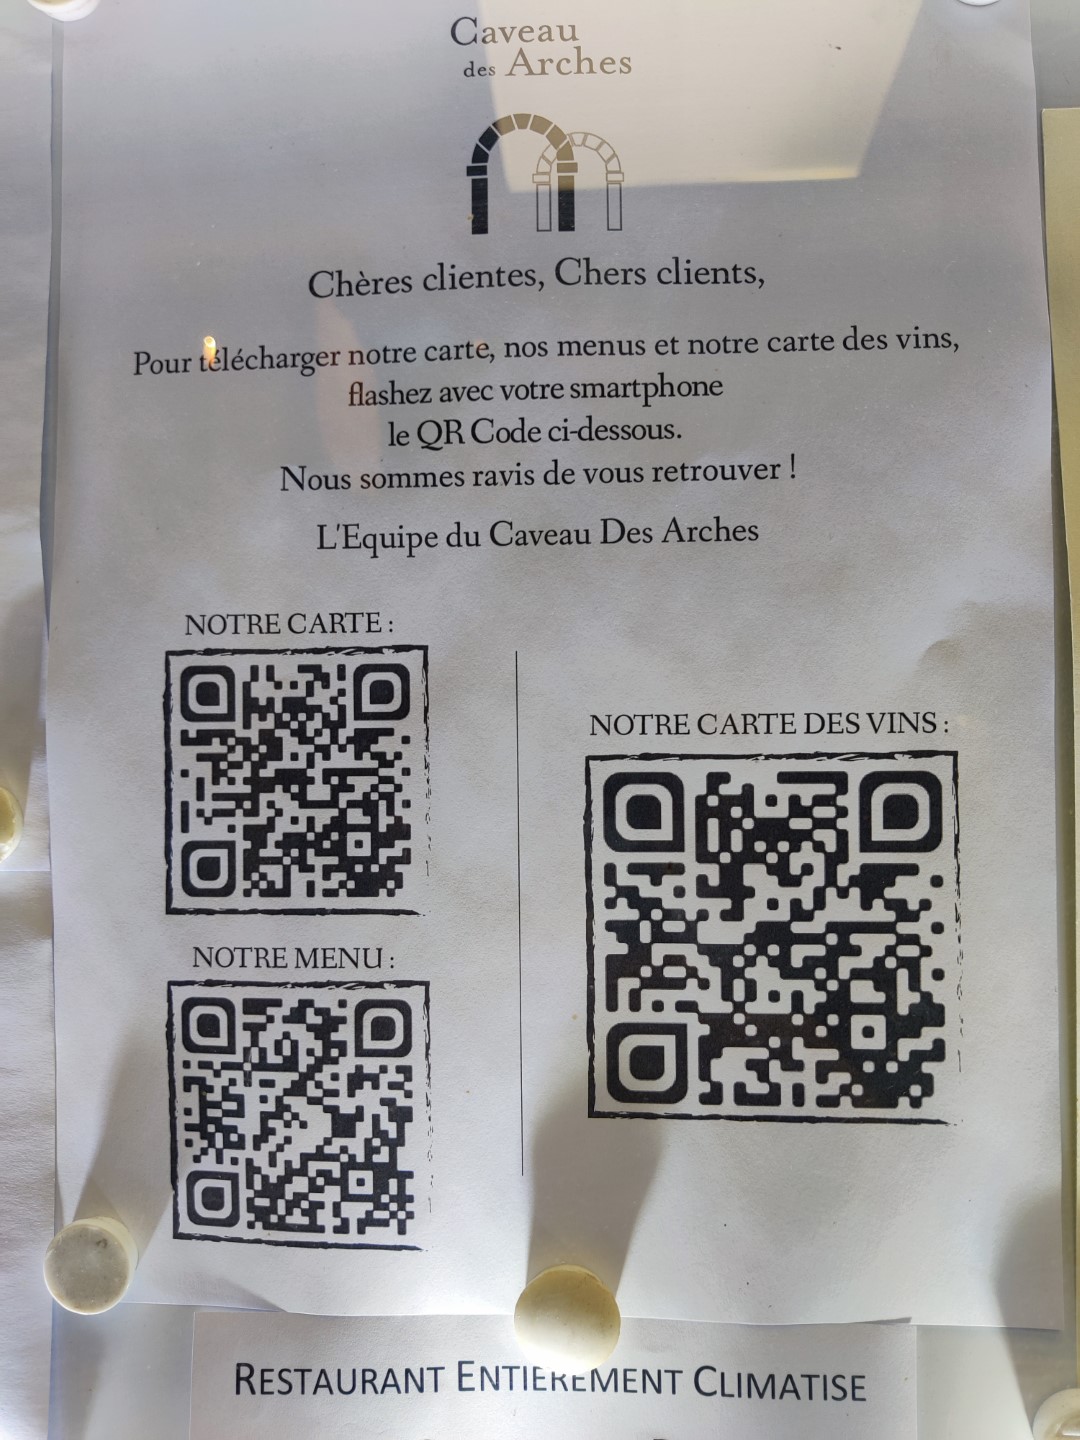 Caveau
des Arches
Chères clientes, Chers clients,
Pour télécharger notre carte, nos menus et notre carte des vins,
flashez avec votre smartphone
le QR Code ci-dessous.
Nous sommes ravis de vous retrouver !
L'Equipe du Caveau Des Arches
NOTRE CARTE :
NOTRE MENU :
NOTRE CARTE DES VINS :
RESTAURANT ENTIEREMENT CLIMATISE